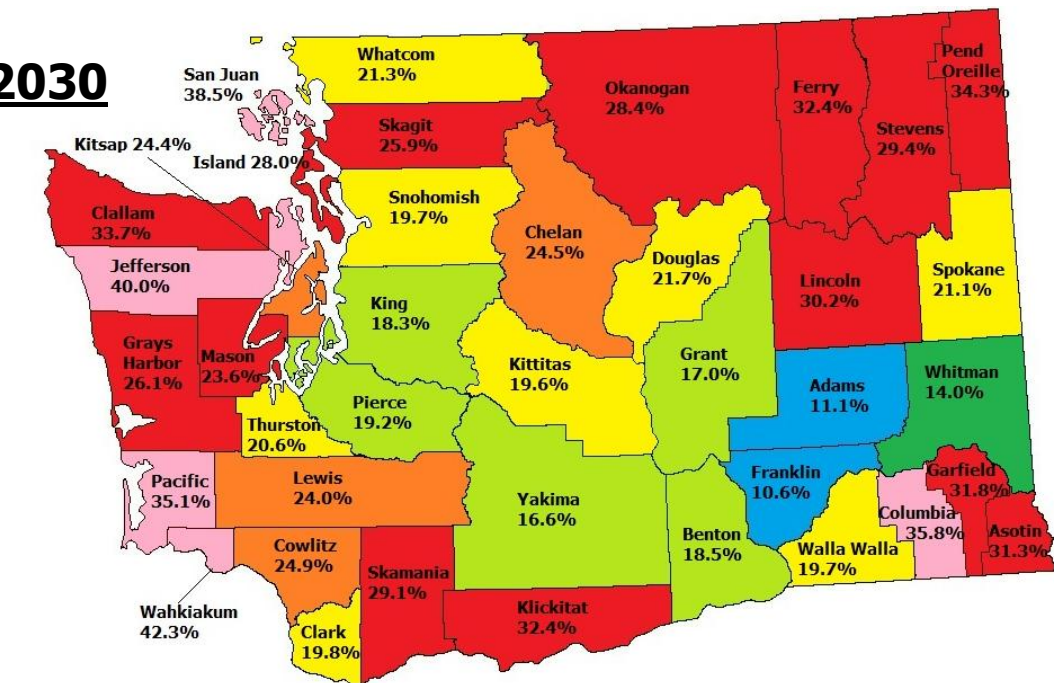 2030
San Juan
38.5%
Whatcom
21.3%
Skagit
25.9%
Okanogan
28.4%
Ferry
32.4%
Stevens
29.4%
Pend
Oreille
34.3%
Kitsap 24.4%
Island 28.0%
Snohomish
19.7%
Chelan
24.5%
Douglas
21.7%
Lincoln
30.2%
Spokane
21.1%
Clallam
33.7%
Jefferson
40.0%
King
18.3%
Grays
Harbor
26.1%
Mason
23.6%
Kittitas
19.6%
Grant
17.0%
Adams
11.1%
Whitman
14.0%
Thurston
20.6%
Pierce
19.2%
Pacific
35.1%
Lewis
24.0%
Yakima
16.6%
Benton
18.5%
Franklin
10.6%
Walla Walla
19.7%
Columbia
35.8%
Garfield
31.8%
Asotin
31.3%
Wahkiakum
42.3%
Cowlitz
24.9%
Clark
19.8%
Skamania
29.1%
Klickitat
32.4%